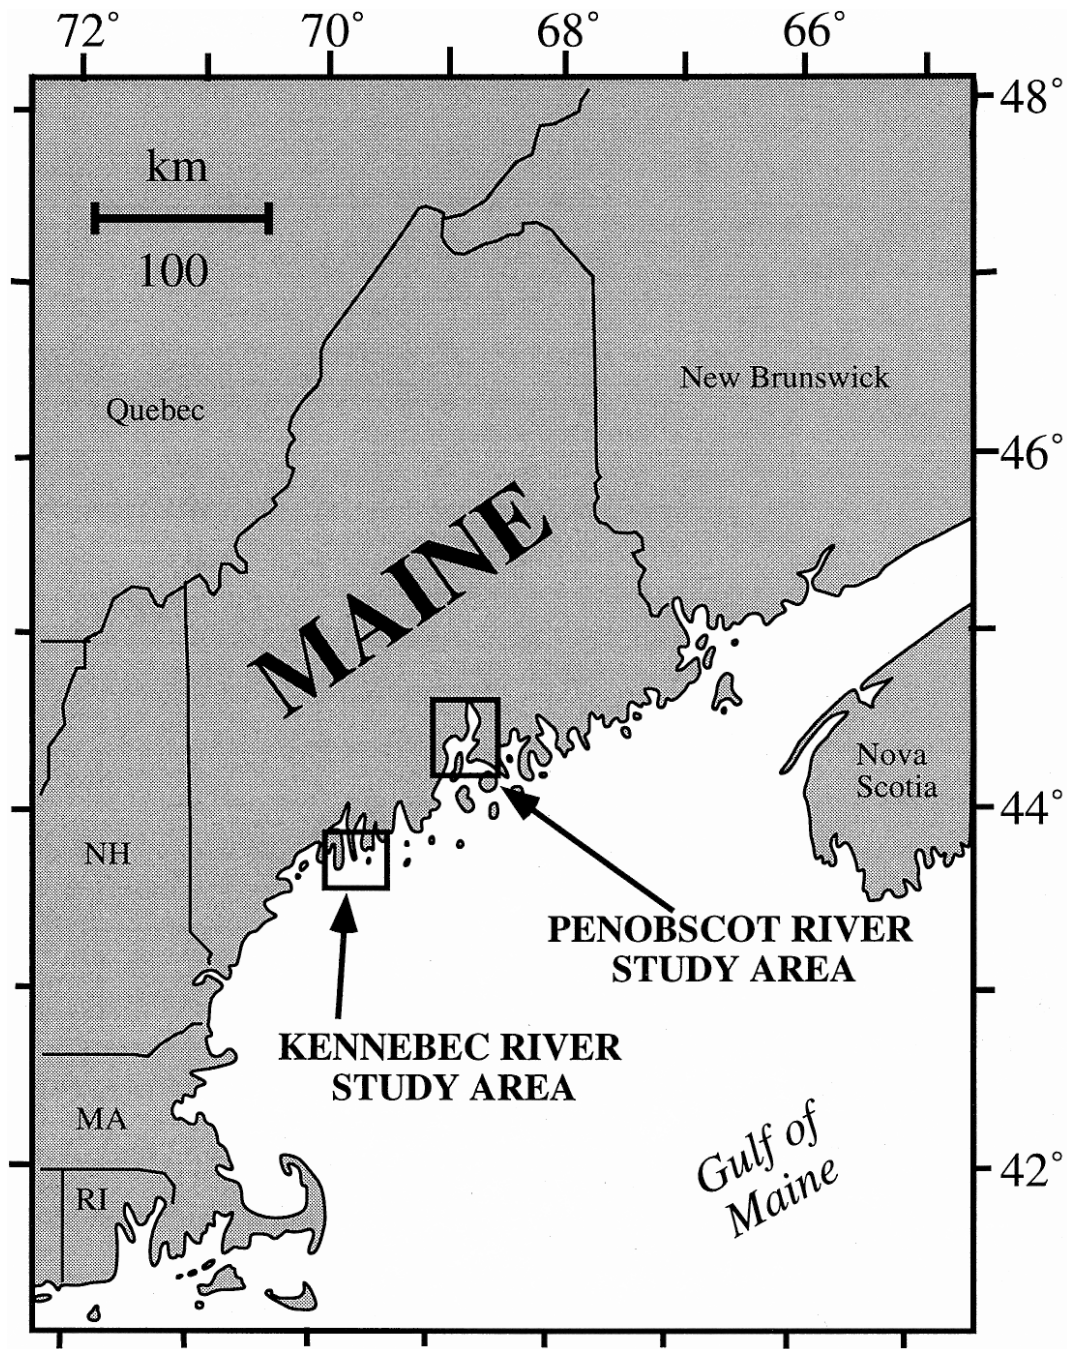 72° 70° 68° 66°
48°
km
100
New Brunswick
Quebec
46°
MAINE
Nova
Scotia
44°
NH
PENOBSCOT RIVER
STUDY AREA
KENNEBEC RIVER
STUDY AREA
MA
Gulf of
Maine
42°
RI